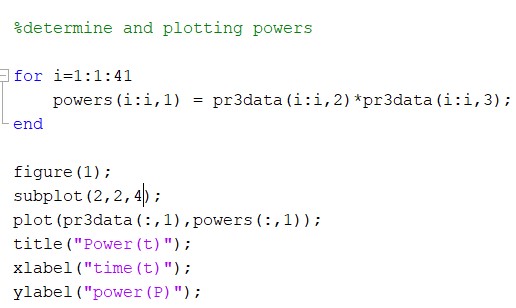 %determine and plotting powers
for i=1:1:41
powers(i:i,1) = pr3data(i:i,2)*pr3data(i:i,3);
end
figure(1);
subplot(2,2,4);
plot(pr3data(:,1),powers(:,1));
title("Power(t)");
xlabel("time(t)");
ylabel("power(P)");